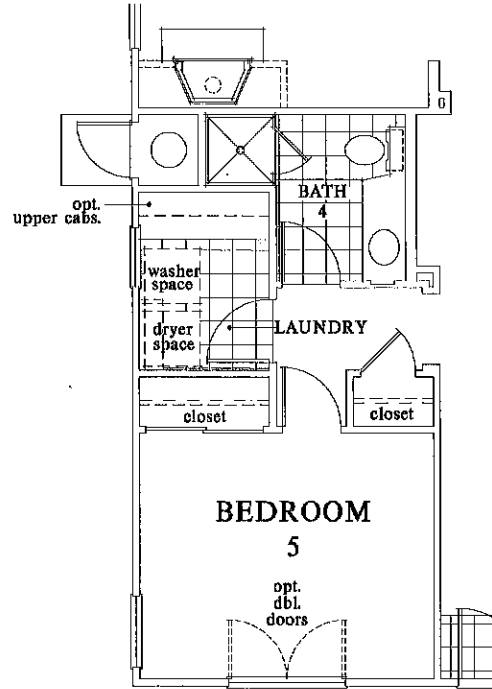 BATH
4
opt.
upper cabs.
washer
space
LAUNDRY
dryer
space
closet
closet
BEDROOM
5
opt.
dbl.
doors